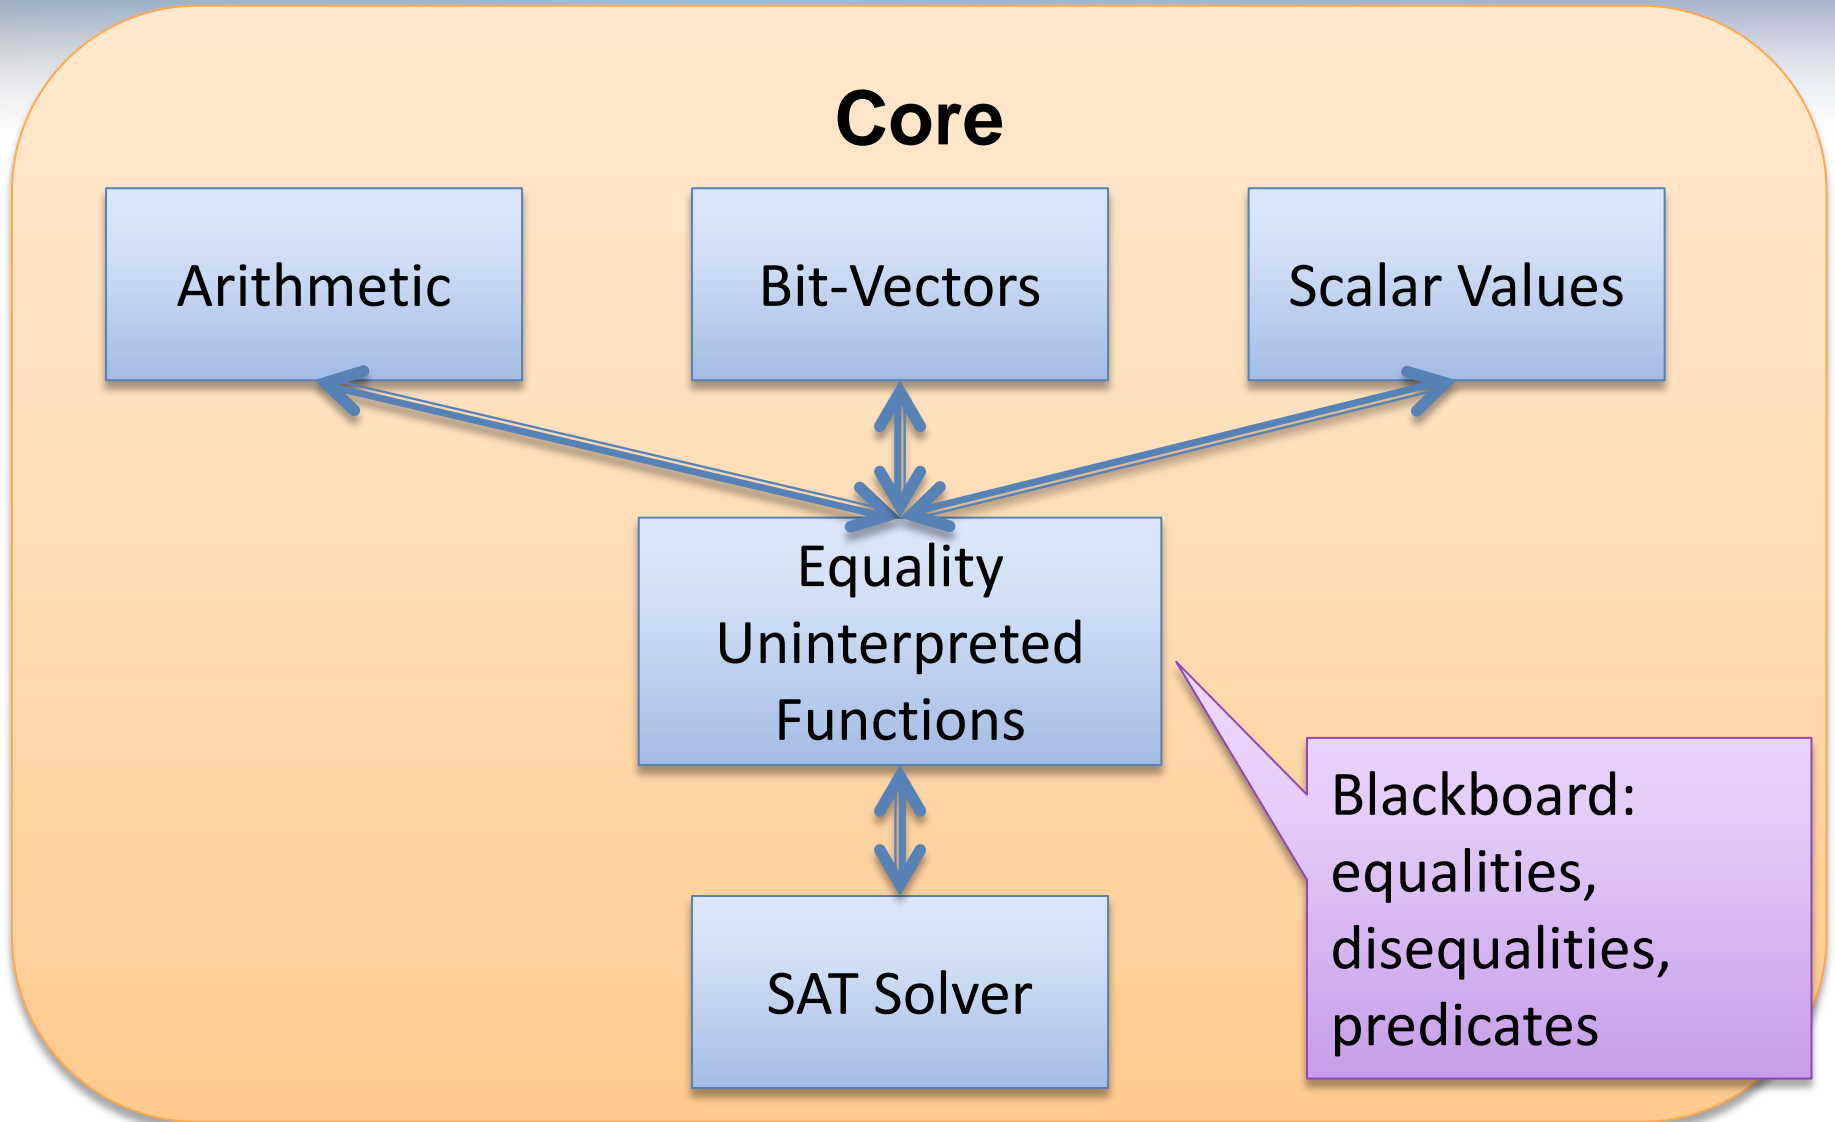 Core
Arithmetic
Bit-Vectors
Scalar Values
Equality
Uninterpreted
Functions
Blackboard:
equalities,
disequalities,
predicates
SAT Solver